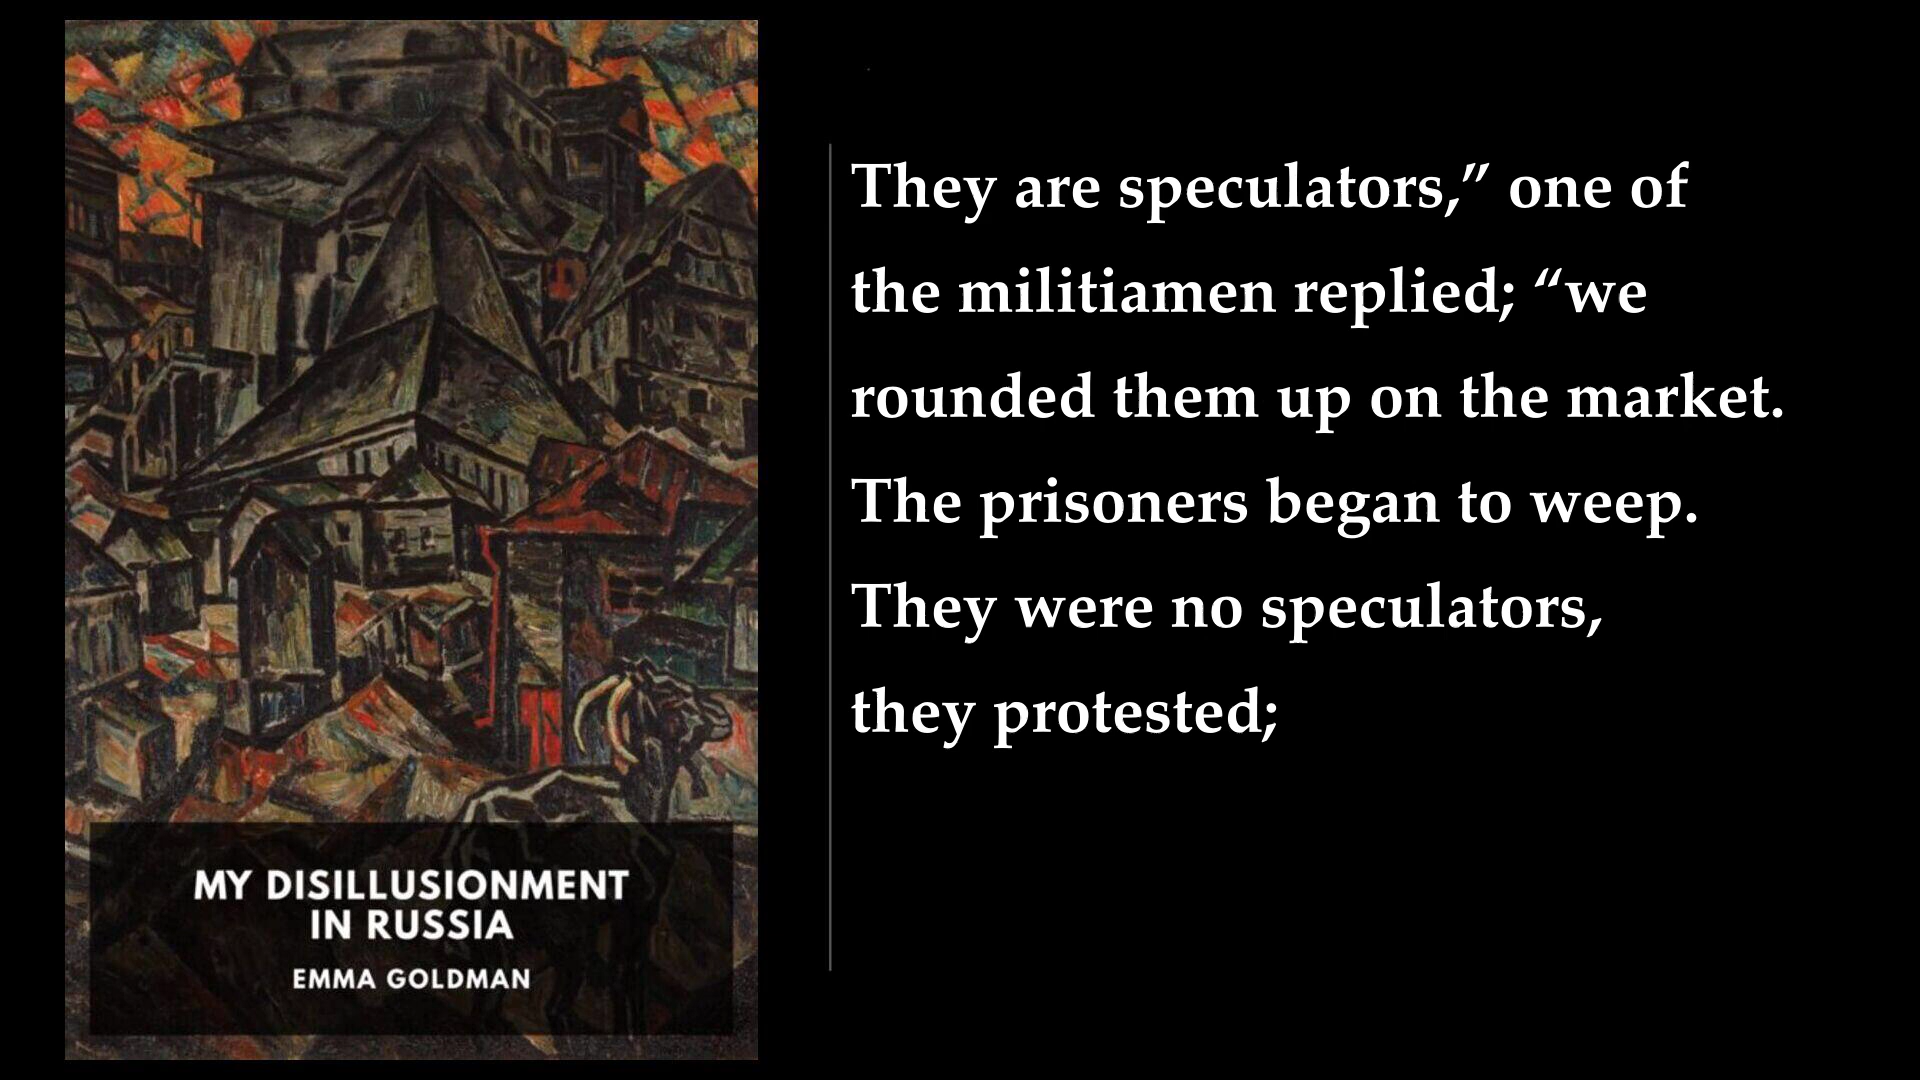 They are speculators,” one of
the militiamen replied; “we
rounded them up on the market.
The prisoners began to weep.
They were no speculators,
they protested;
MY DISILLUSIONMENT
IN RUSSIA
EMMA GOLDMAN